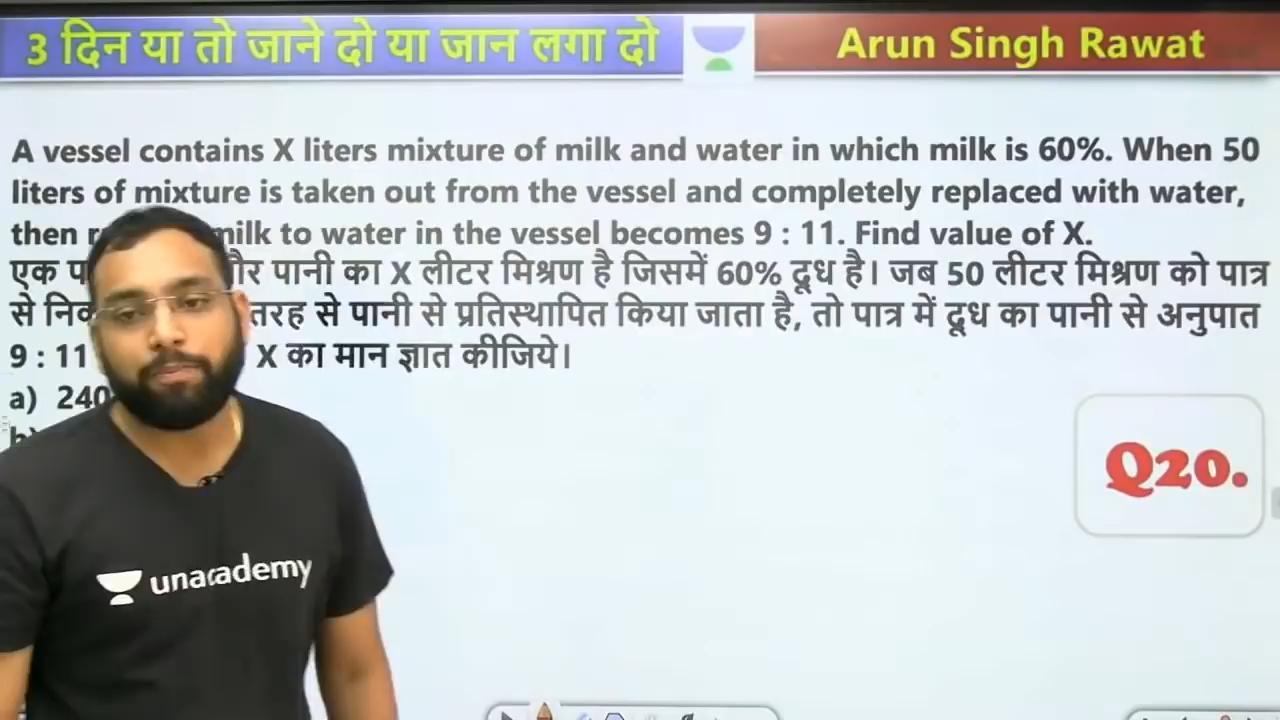 3 दिन या तो जाने दो या जान लगा दो
Arun Singh Rawat
A vessel contains X liters mixture of milk and water in which milk is 60%. When 50
liters of mixture is taken out from the vessel and completely replaced with water,
then milk to water in the vessel becomes 9 : 11. Find value of X.
एक पानी का X लीटर मिश्रण है जिसमें 60% दूध है। जब 50 लीटर मिश्रण को पात्र
से तरह से पानी से प्रतिस्थापित किया जाता है, तो पात्र में दूध का पानी से अनुपात
9 : 11 X का मान ज्ञात कीजिये।
a) 240
Q20.
unacademy